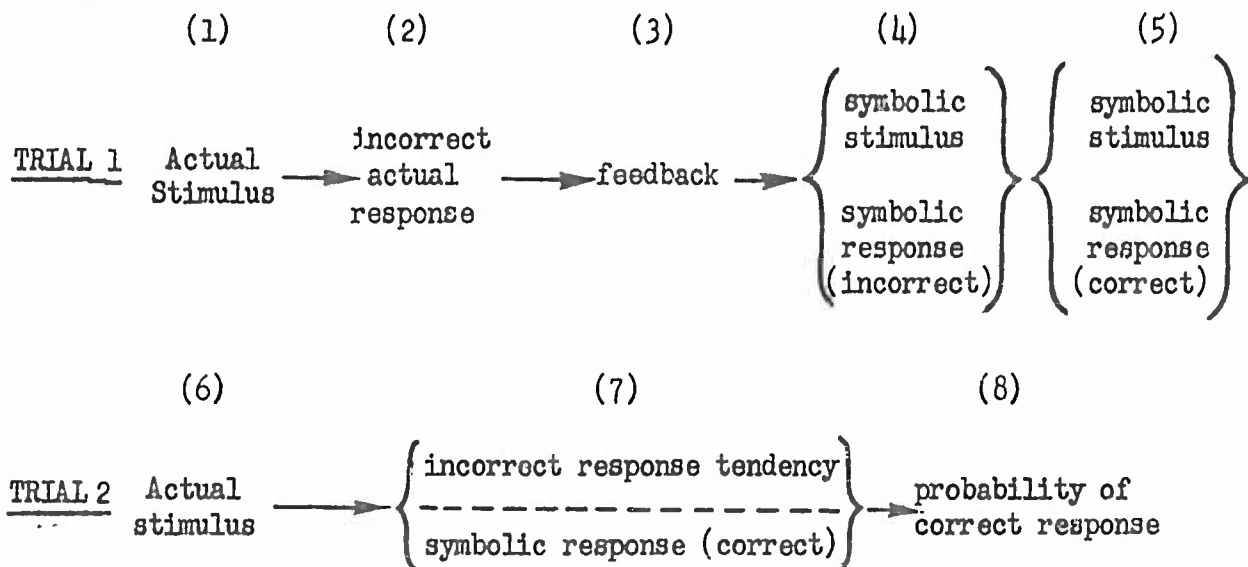 (1) (2) (3) (4) (5)
TRIAL 1
Actual
Stimulus
incorrect
actual
response
feedback
symbolic
stimulus
symbolic
response
(incorrect)
symbolic
stimulus
symbolic
response
(correct)
(6) (7) (8)
TRIAL 2
Actual
stimulus
incorrect response tendency
symbolic response (correct)
probability of
correct response